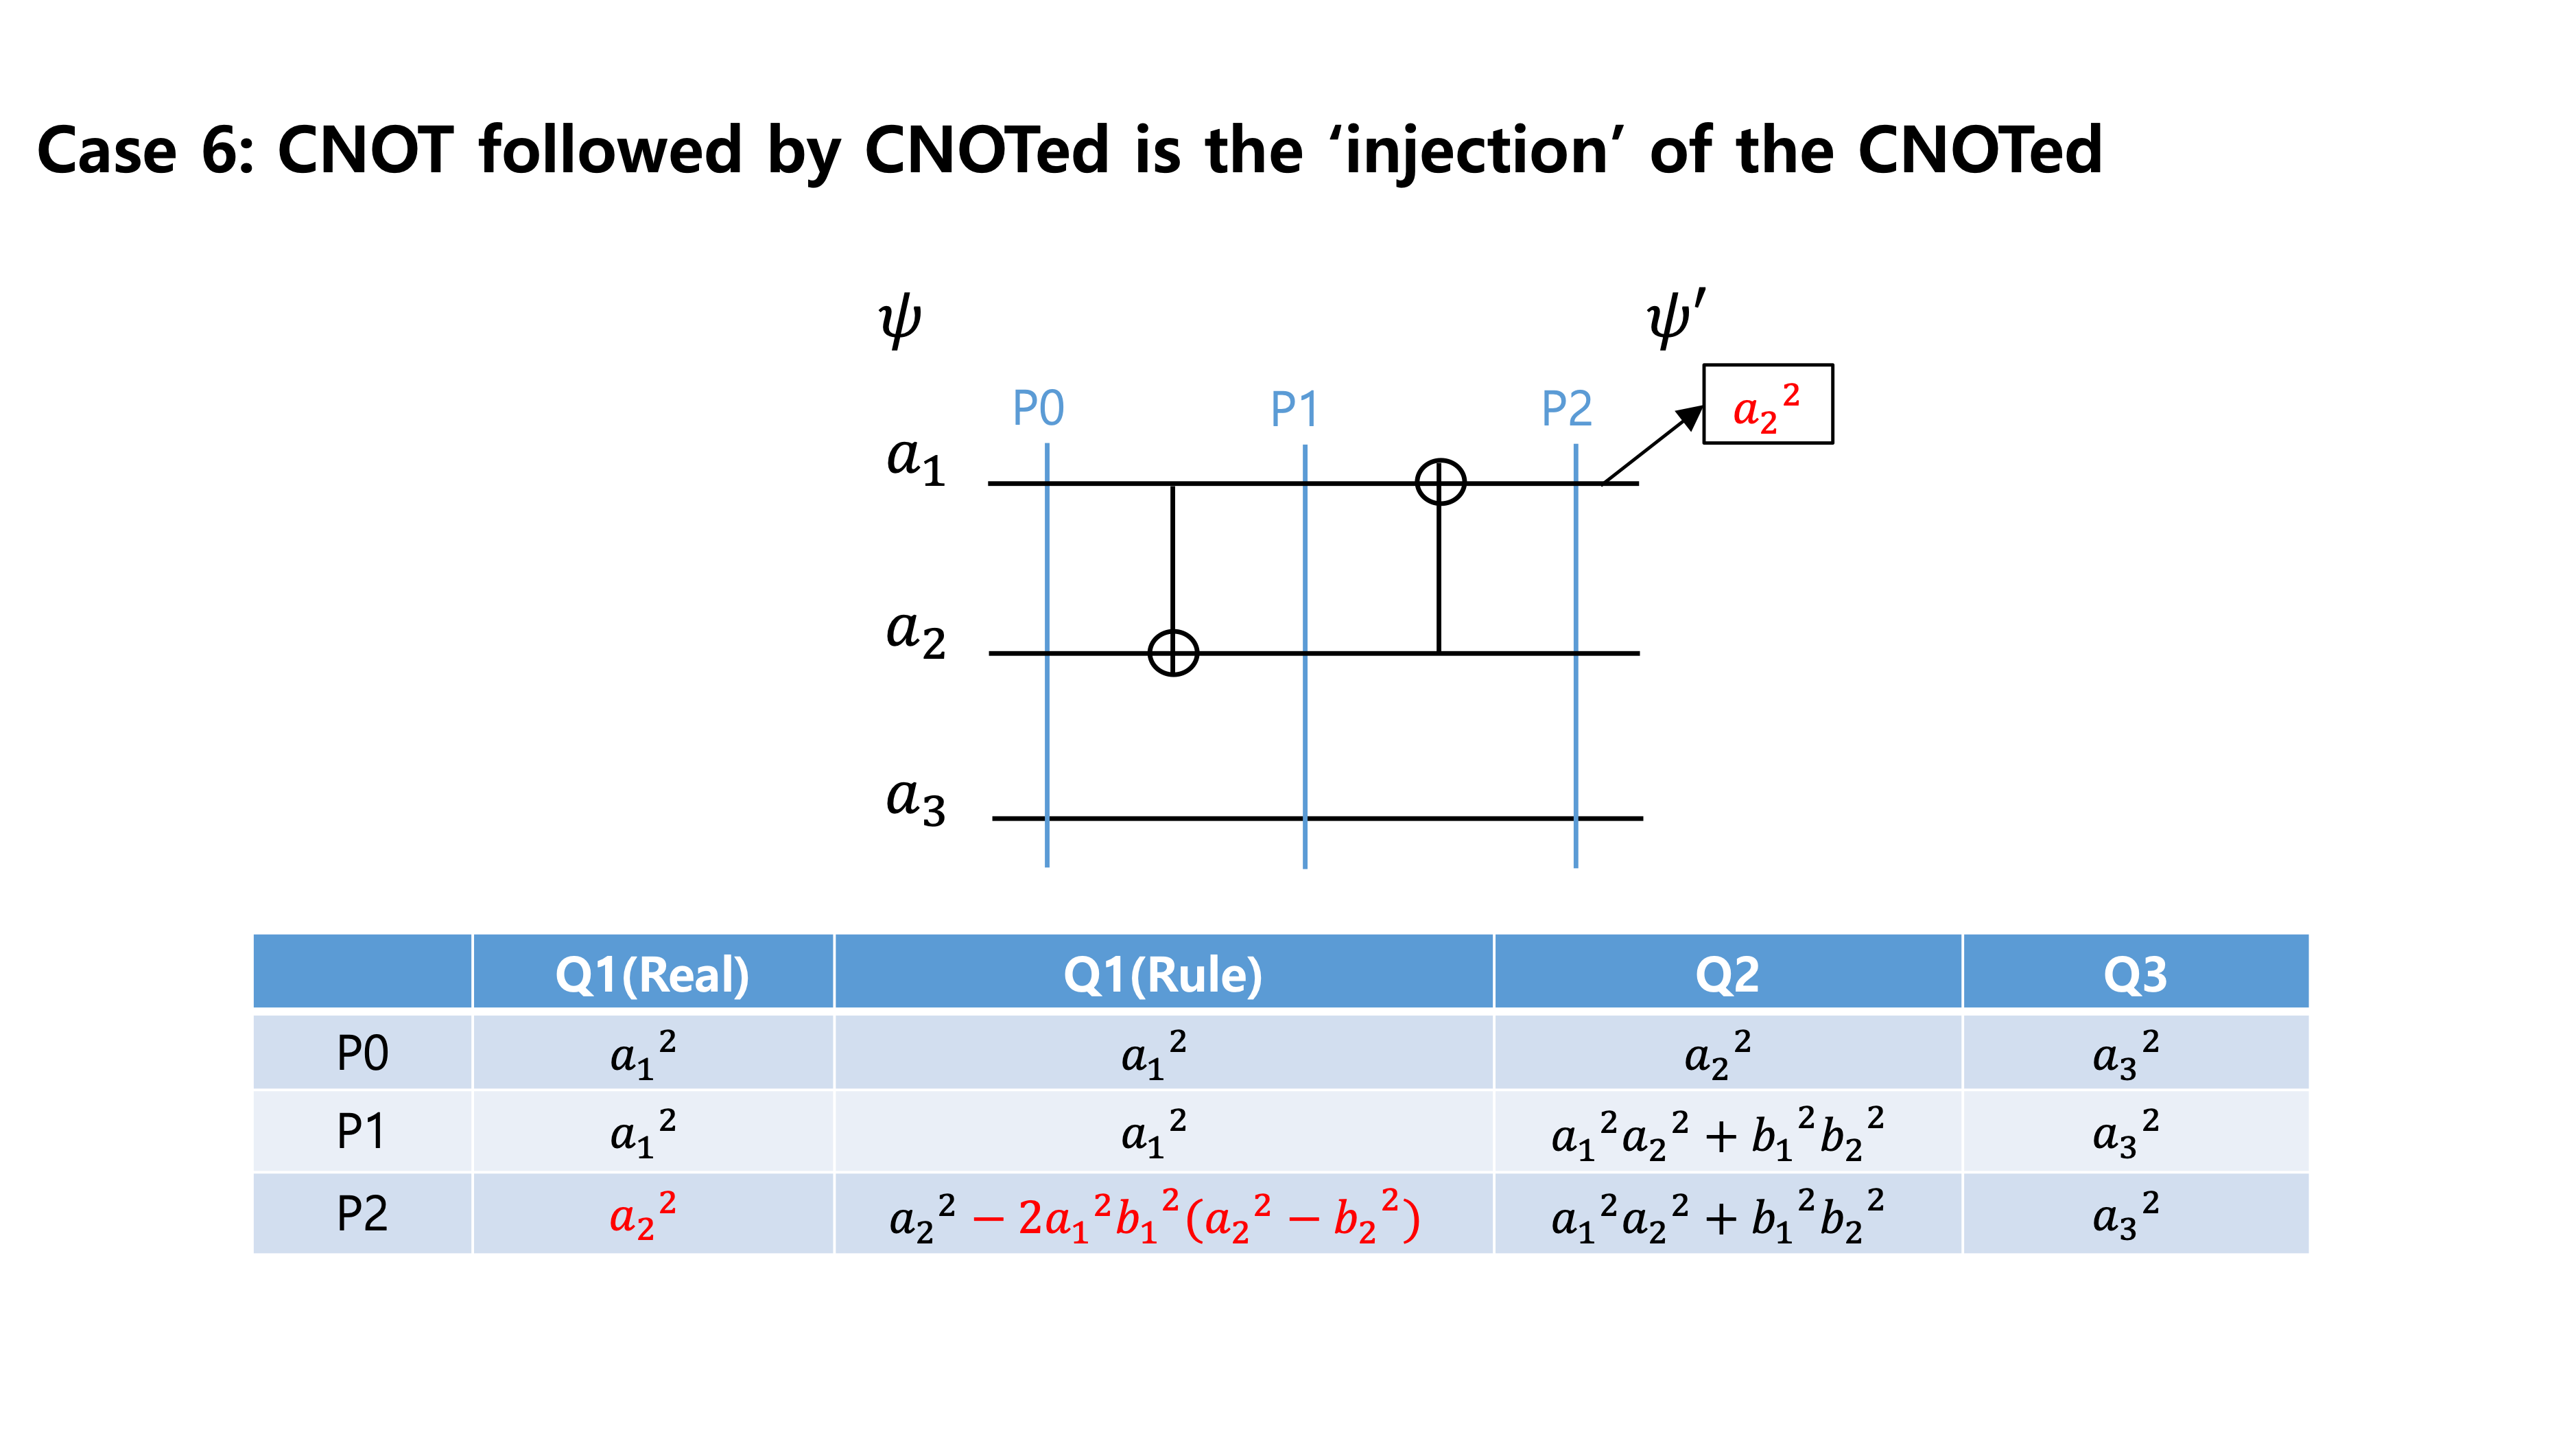 Case 6: CNOT followed by CNOTed is the ‘injection’ of the CNOTed
𝜓 𝜓′
P0 P1 P2 𝑎₂²
𝑎₁
𝑎₂
𝑎₃
Q1(Real) Q1(Rule) Q2 Q3
P0 𝑎₁² 𝑎₁² 𝑎₂² 𝑎₃²
P1 𝑎₁² 𝑎₁² 𝑎₁²𝑎₂² + 𝑏₁²𝑏₂² 𝑎₃²
P2 𝑎₂² 𝑎₂² − 2𝑎₁²𝑏₁²(𝑎₂² − 𝑏₂²) 𝑎₁²𝑎₂² + 𝑏₁²𝑏₂² 𝑎₃²